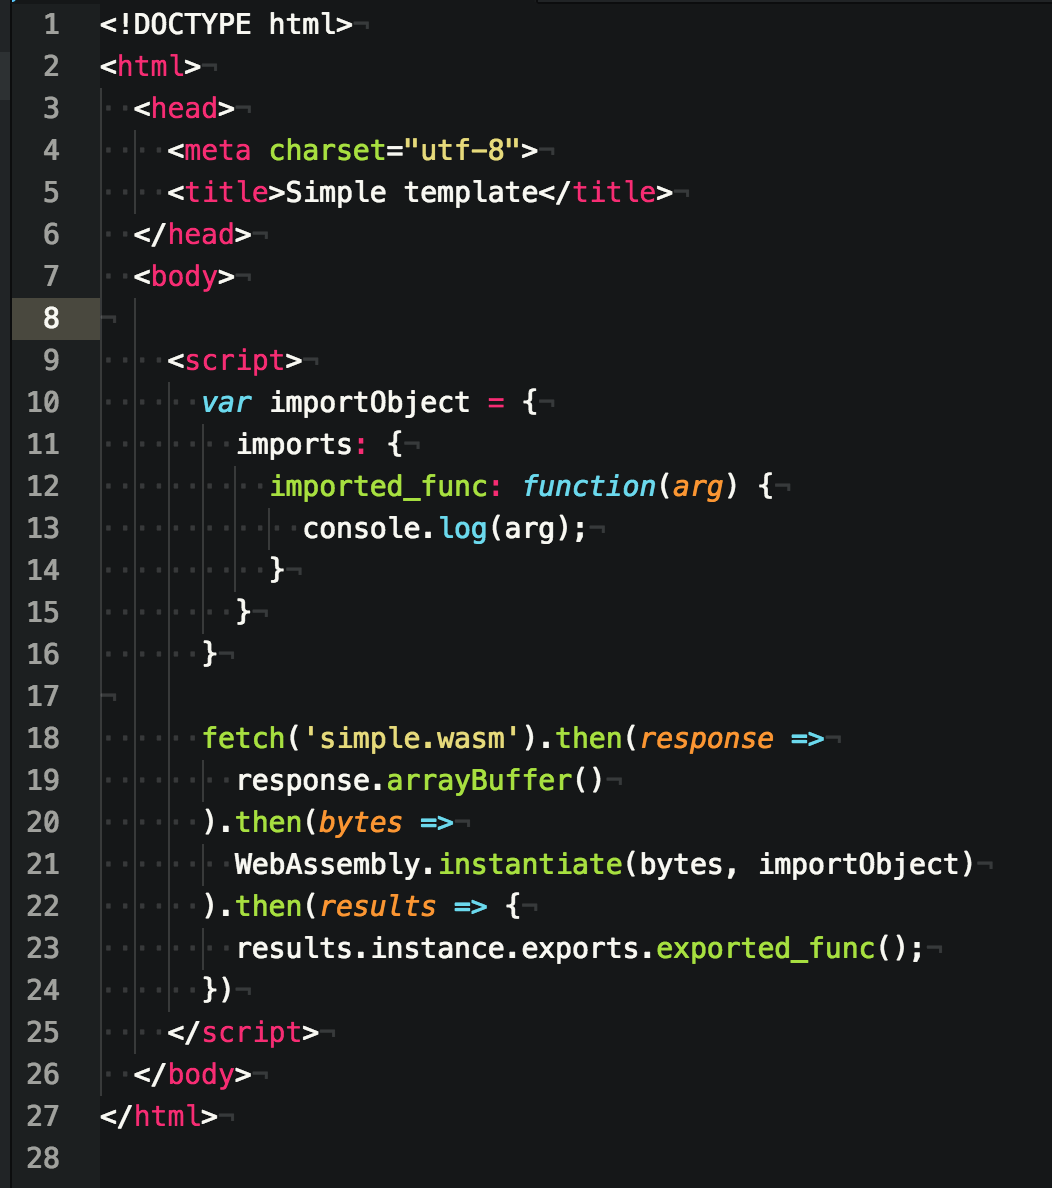 1 <!DOCTYPE html>¬
2 <html>¬
3 ··<head>¬
4 ····<meta charset="utf-8">¬
5 ····<title>Simple template</title>¬
6 ··</head>¬
7 ··<body>¬
8 ¬
9 ····<script>¬
10 ······var importObject = {¬
11 ········imports: {¬
12 ··········imported_func: function(arg) {¬
13 ············console.log(arg);¬
14 ··········}¬
15 ········}¬
16 ······}¬
17 ¬
18 ······fetch('simple.wasm').then(response =>¬
19 ········response.arrayBuffer()¬
20 ······).then(bytes =>¬
21 ········WebAssembly.instantiate(bytes, importObject)¬
22 ······).then(results => {¬
23 ········results.instance.exports.exported_func();¬
24 ······})¬
25 ····</script>¬
26 ··</body>¬
27 </html>¬
28